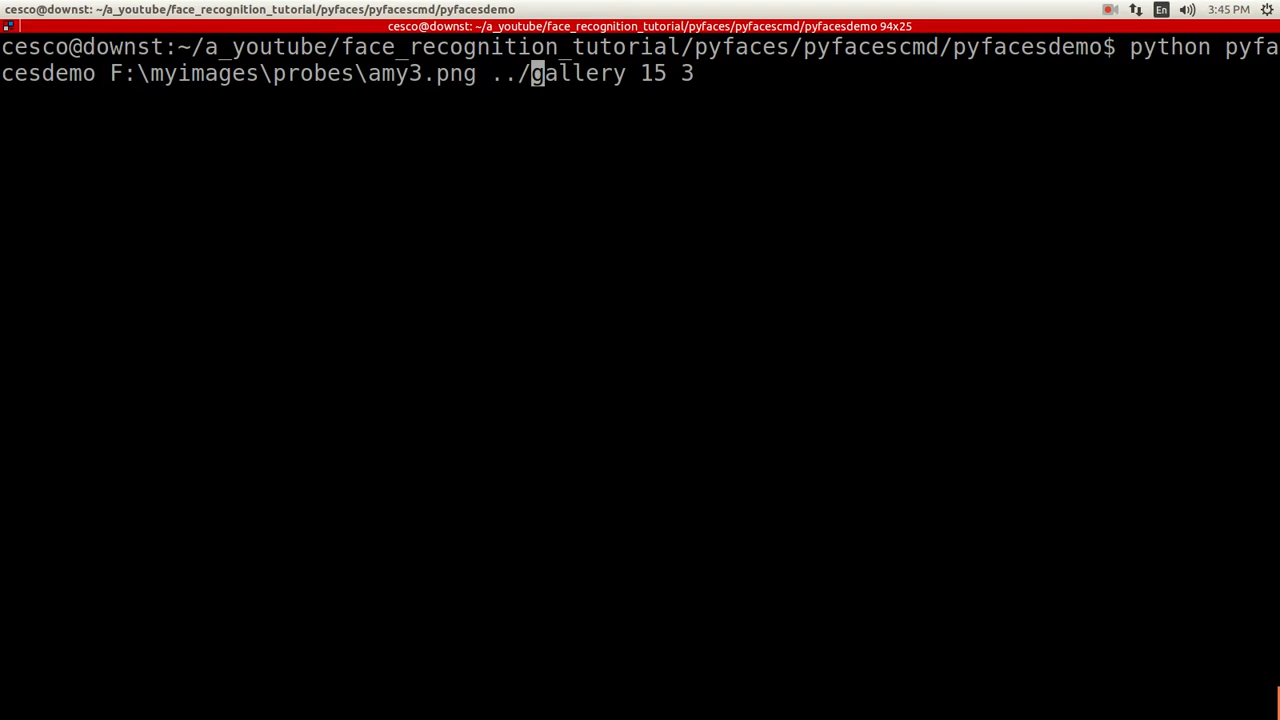 cesco@downst: ~/a_youtube/face_recognition_tutorial/pyfaces/pyfacescmd/pyfacesdemo
En
3:45 PM
cesco@downst: ~/a_youtube/face_recognition_tutorial/pyfaces/pyfacescmd/pyfacesdemo 94x25
cesco@downst:~/a_youtube/face_recognition_tutorial/pyfaces/pyfacescmd/pyfacesdemo$ python pyfa
cesdemo F:\myimages\probes\amy3.png ../gallery 15 3